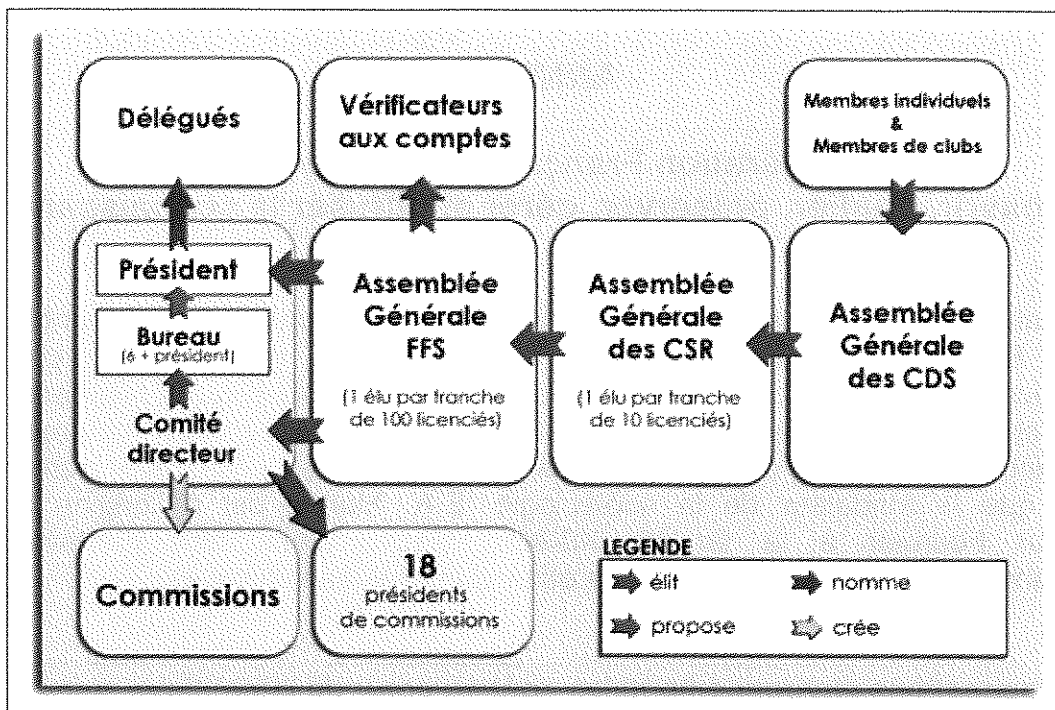 Délégués
Vérificateurs
aux comptes
Membres individuels
&
Membres de clubs
Président
Bureau
(6 + président)
Comité
directeur
Assemblée
Générale
FFS
(1 élu par tranche
de 100 licenciés)
Assemblée
Générale
des CSR
(1 élu par tranche
de 10 licenciés)
Assemblée
Générale
des CDS
Commissions
18
présidents
de commissions
LEGENDE
élit
nomme
propose
crée